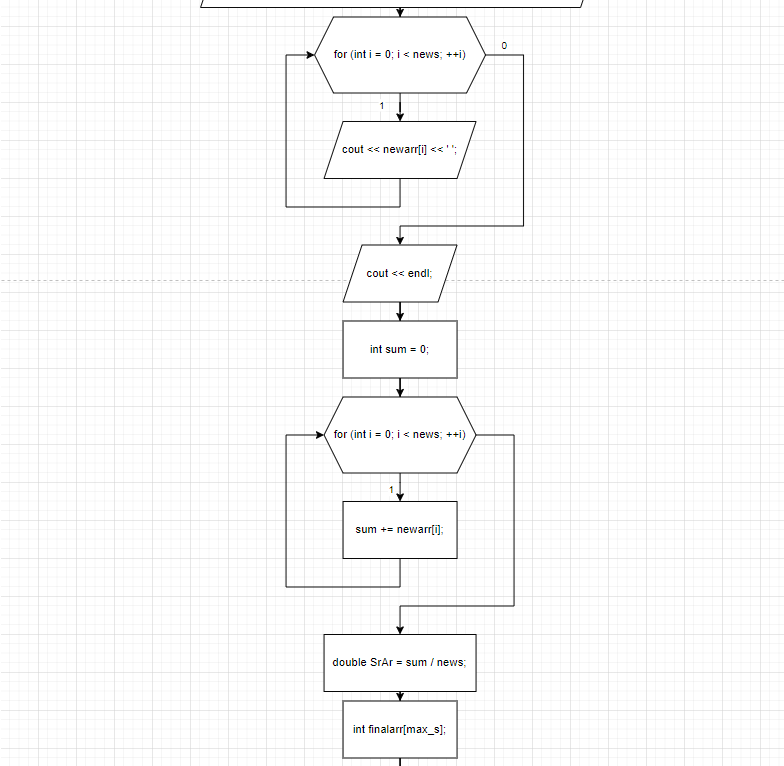 for (int i = 0; i < news; ++i)
0
1
cout << newarr[i] << ' ';
cout << endl;
int sum = 0;
for (int i = 0; i < news; ++i)
1
sum += newarr[i];
double SrAr = sum / news;
int finalarr[max_s];